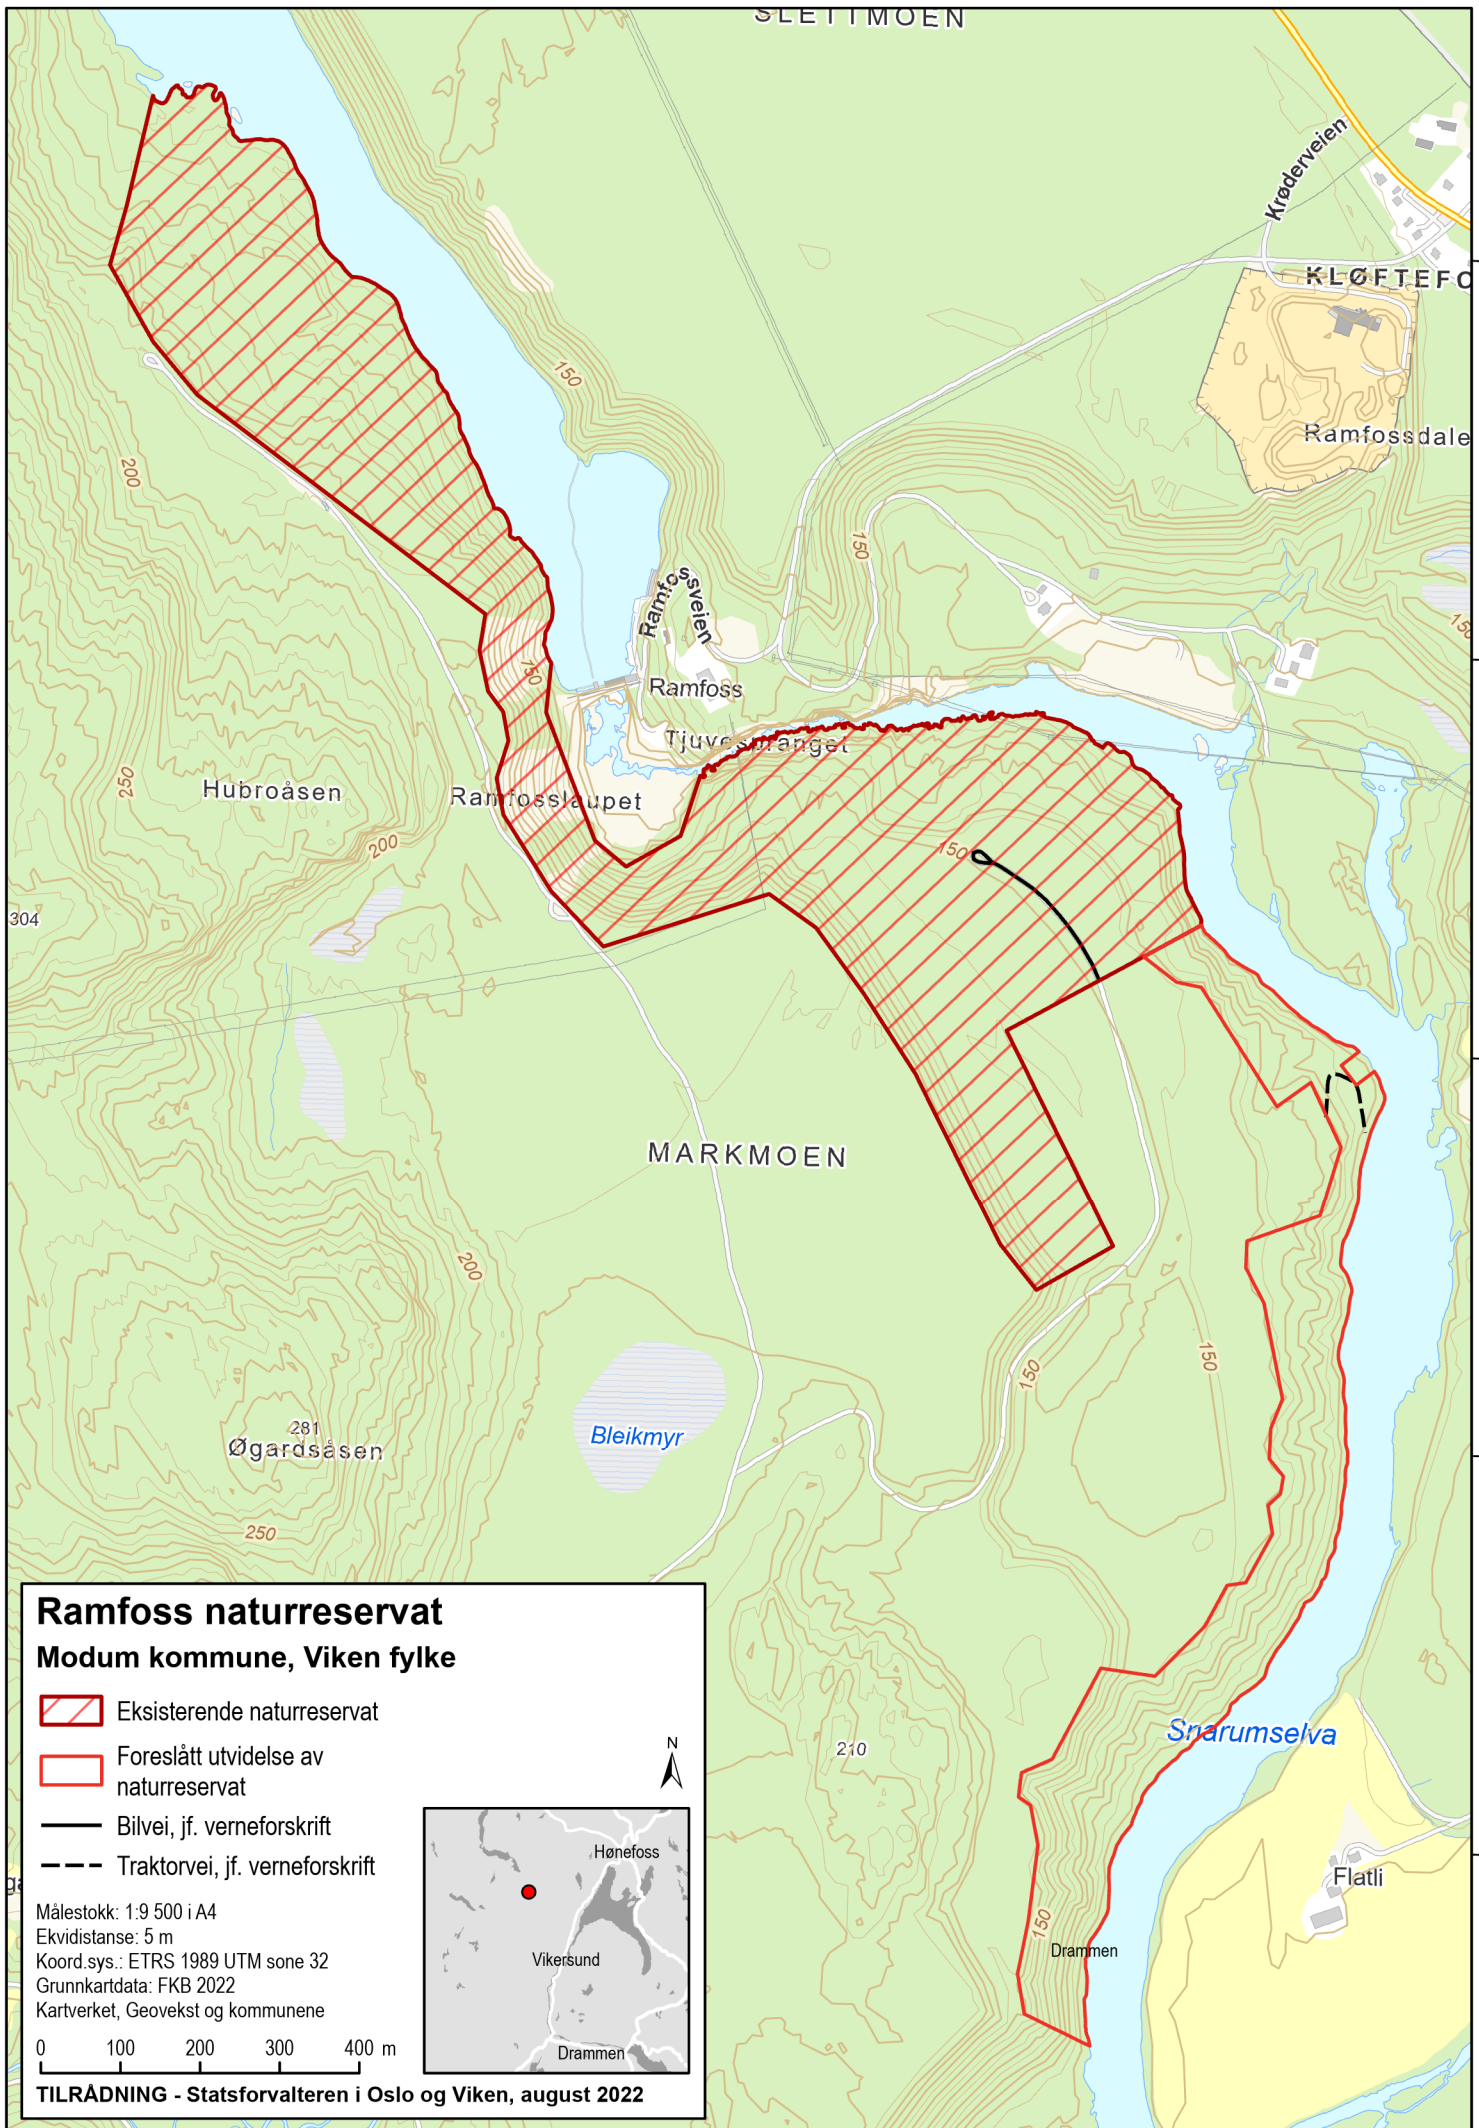 SLETTMOEN
Krøderveien
KLØFTEFO
150
Ramfossdale
200
150
150
Ramfossveien
150
Ramfoss
Tjuvespranget
250
Hubroåsen
Ramfosslaupet
200
150
304
MARKMOEN
200
150
150
281
Øgardsåsen
Bleikmyr
250
210
Snarumselva
Flatli
150
Drammen
Ramfoss naturreservat
Modum kommune, Viken fylke
Eksisterende naturreservat
Foreslått utvidelse av
naturreservat
Bilvei, jf. verneforskrift
Traktorvei, jf. verneforskrift
N
Målestokk: 1:9 500 i A4
Ekvidistanse: 5 m
Koord.sys.: ETRS 1989 UTM sone 32
Grunnkartdata: FKB 2022
Kartverket, Geovekst og kommunene
0 100 200 300 400 m
Hønefoss
Vikersund
Drammen
TILRÅDNING - Statsforvalteren i Oslo og Viken, august 2022